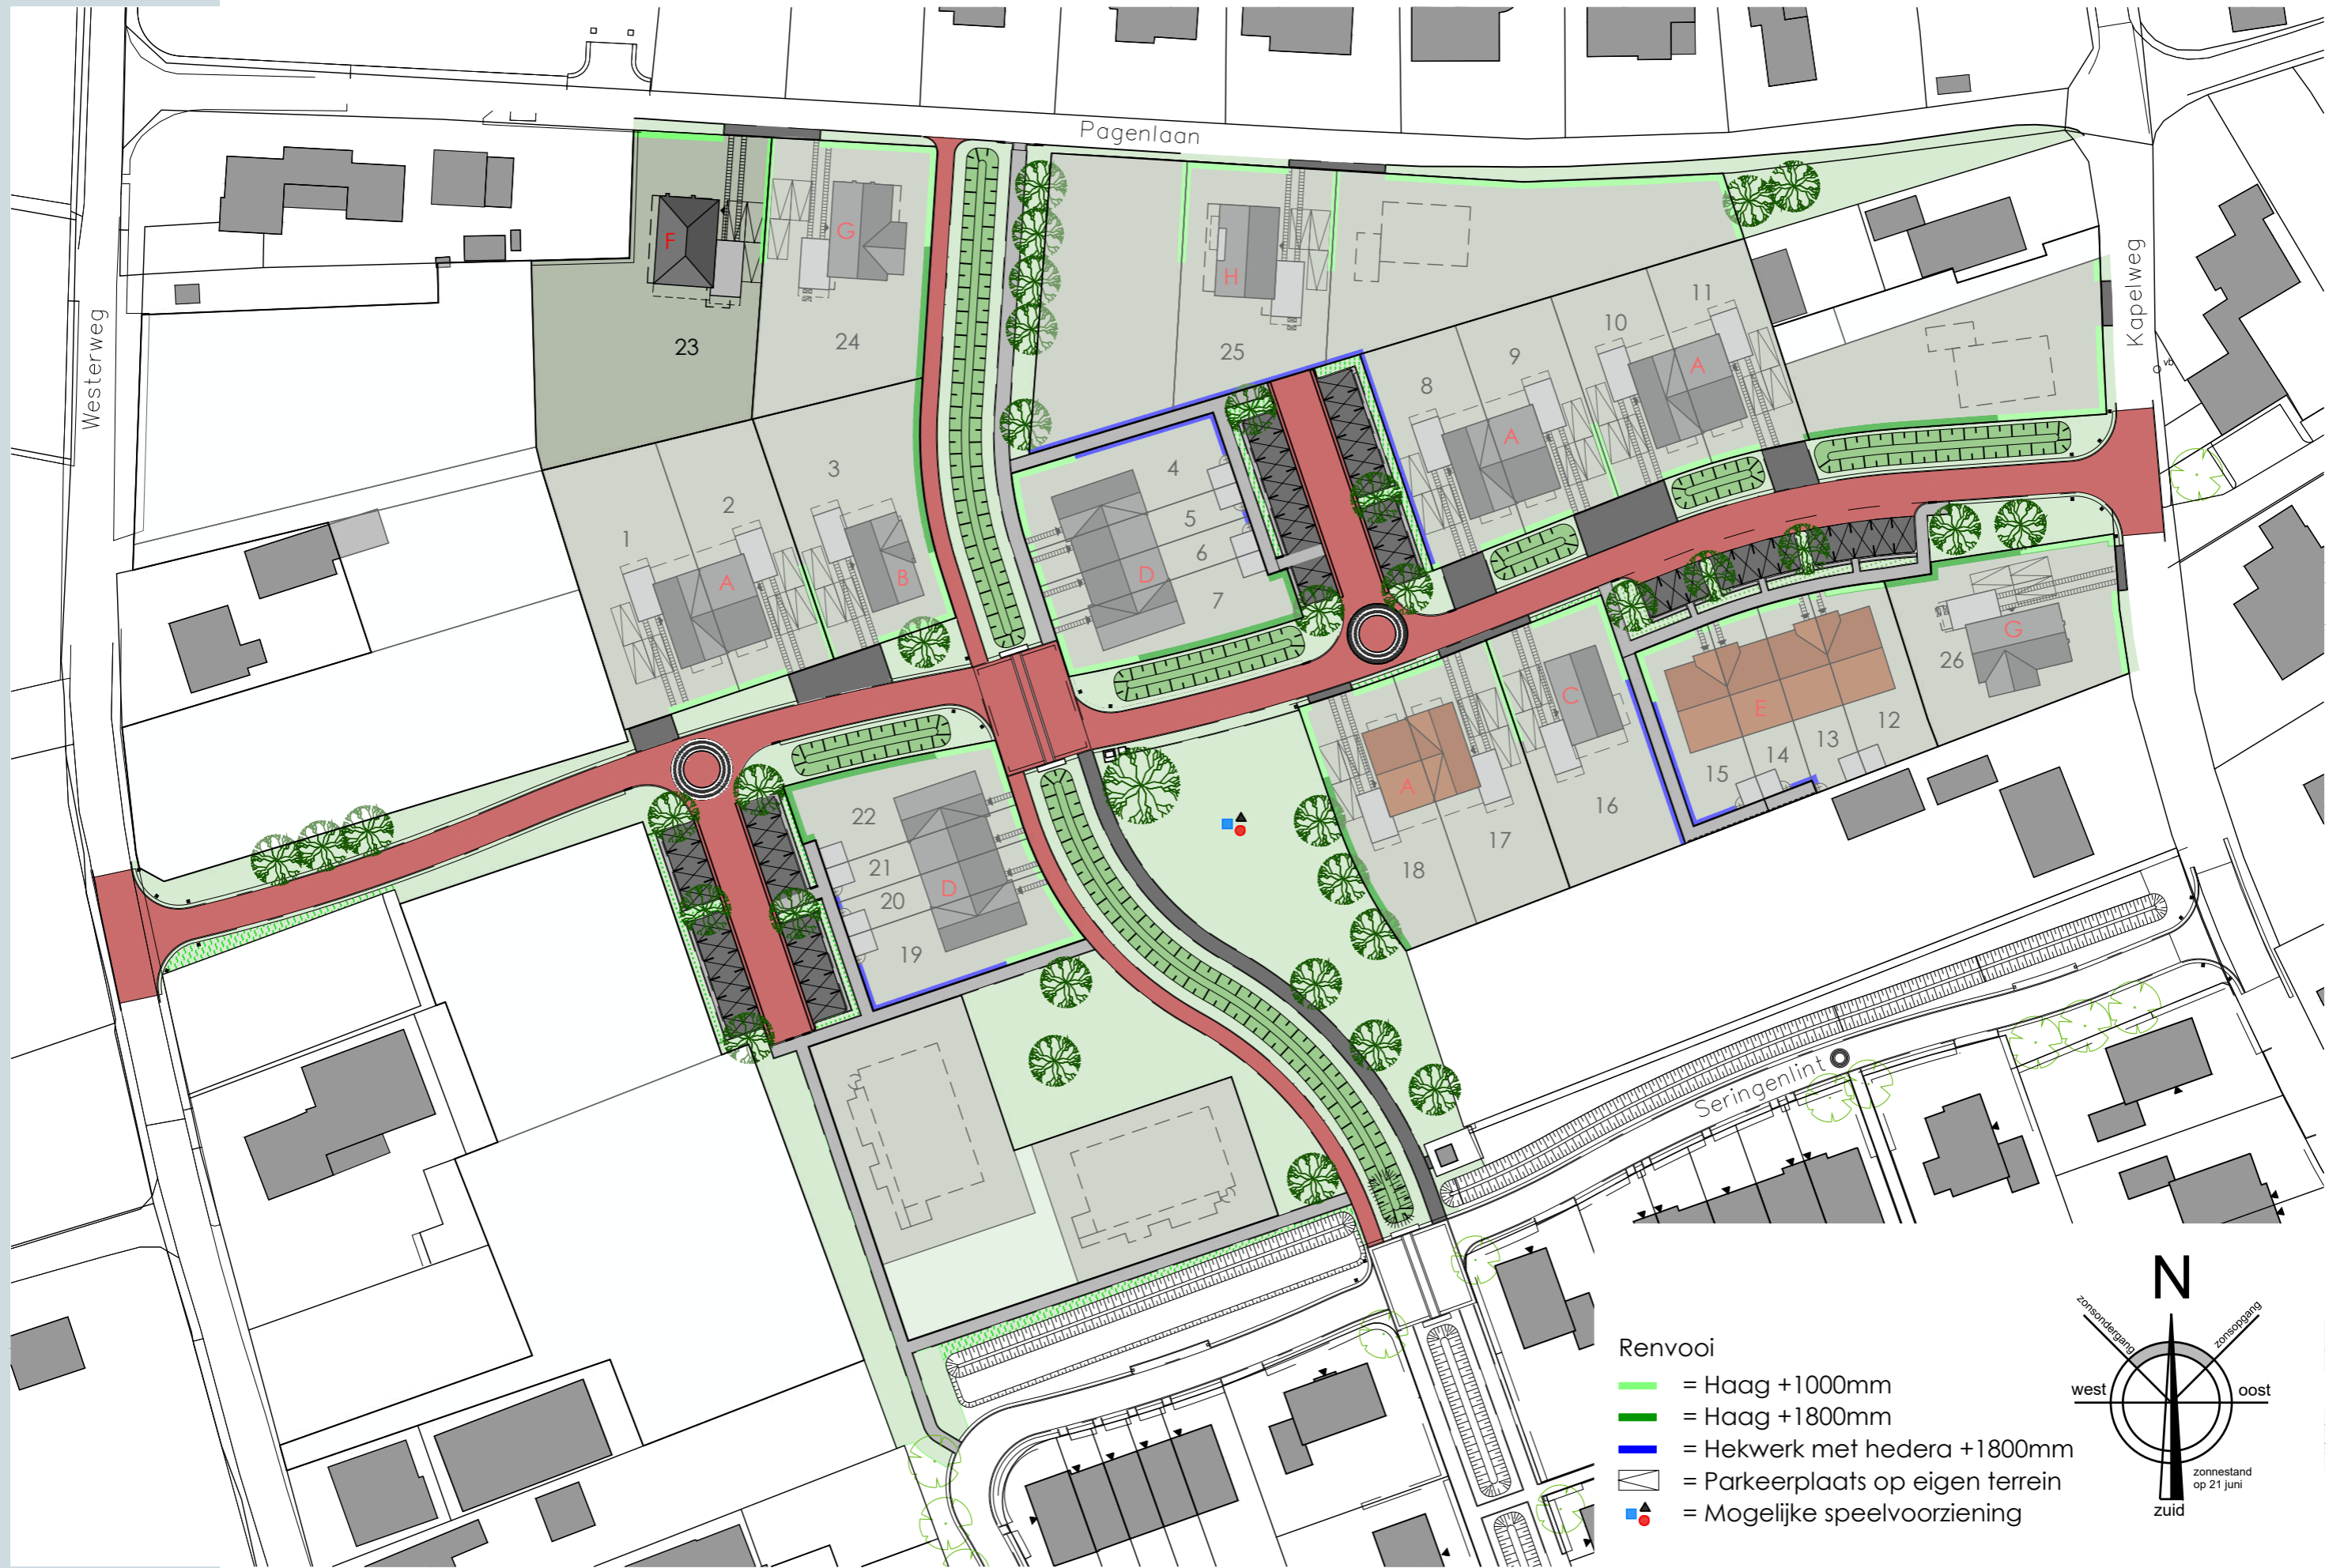 Pagenlaan
Westerweg
Kapelweg
vb
F
G
H
23
24
25
11
10
9
8
A
A
3
2
1
A
B
4
5
6
7
D
C
A
E
G
26
12
13
14
15
16
17
18
22
21
20
19
D
Seringenlint
Renvooi
= Haag +1000mm
= Haag +1800mm
= Hekwerk met hedera +1800mm
= Parkeerplaats op eigen terrein
= Mogelijke speelvoorziening
N
zonsondergang
zonsopgang
west
oost
zonnestand
op 21 juni
zuid